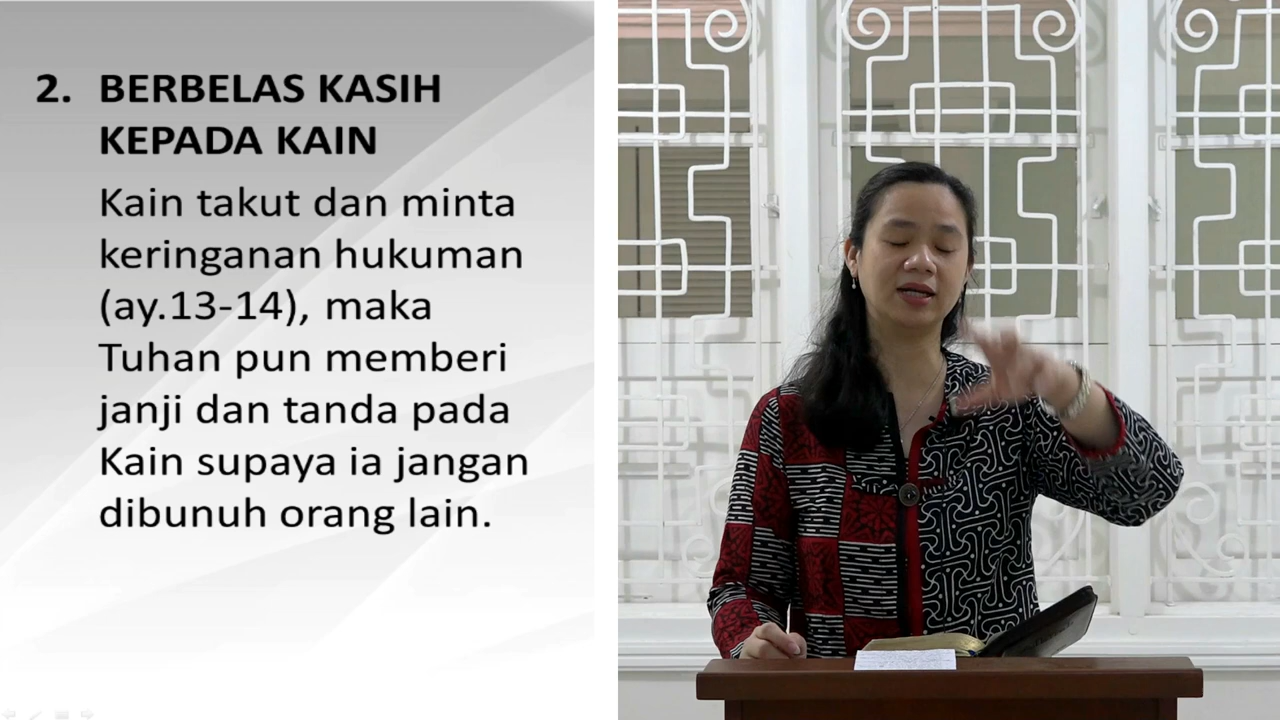 2. BERBELAS KASIH
KEPADA KAIN
Kain takut dan minta
keringanan hukuman
(ay.13-14), maka
Tuhan pun memberi
janji dan tanda pada
Kain supaya ia jangan
dibunuh orang lain.